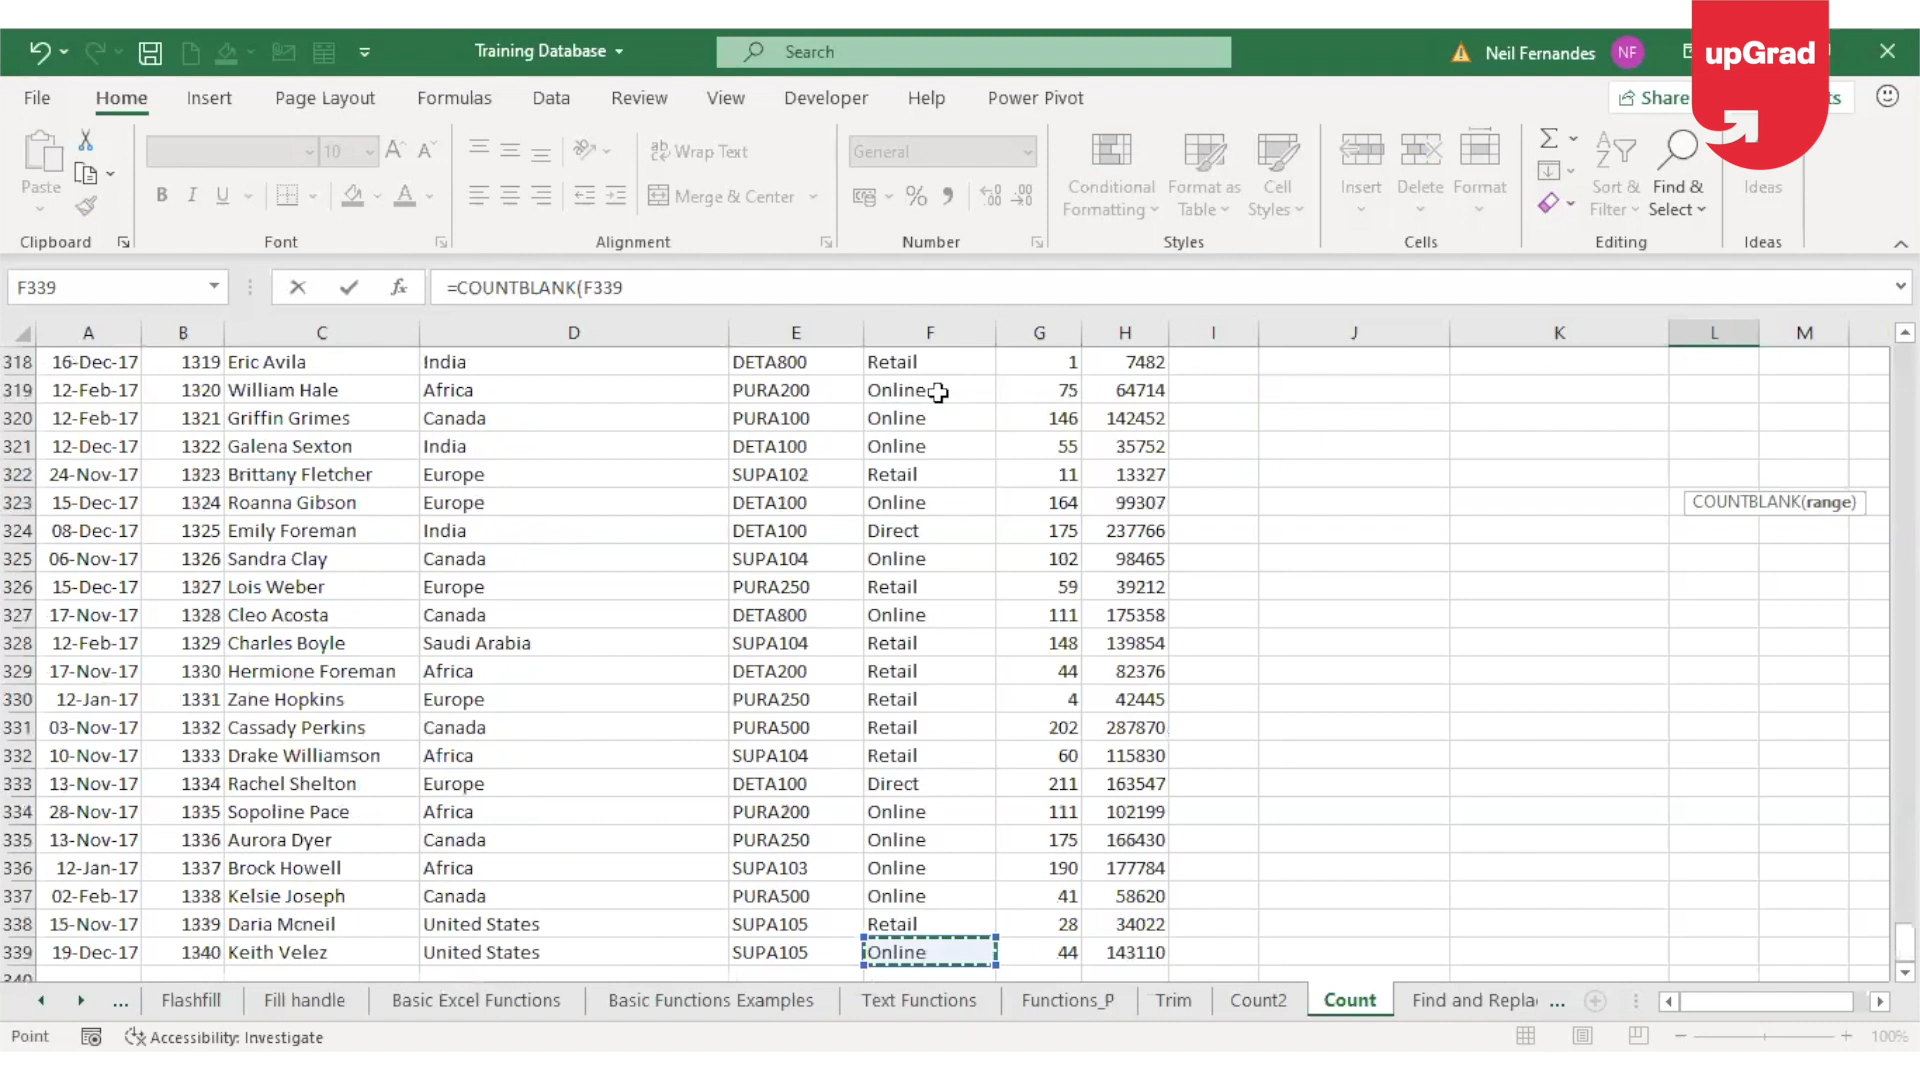 Training Database
Search
Neil Fernandes
NF
upGrad
File Home Insert Page Layout Formulas Data Review View Developer Help Power Pivot
Share
ts
Paste
10
A A
B I U
A
ab Wrap Text
Merge & Center
General
%
Conditional Formatting
Format as Table
Cell Styles
Insert Delete Format
Sort & Filter
Find & Select
Ideas
Clipboard Font Alignment Number Styles Cells Editing Ideas
F339
fx
=COUNTBLANK(F339
A B C D E F G H I J K L M
318 16-Dec-17 1319 Eric Avila India DETA800 Retail 1 7482
319 12-Feb-17 1320 William Hale Africa PURA200 Online 75 64714
320 12-Feb-17 1321 Griffin Grimes Canada PURA100 Online 146 142452
321 12-Dec-17 1322 Galena Sexton India DETA100 Online 55 35752
322 24-Nov-17 1323 Brittany Fletcher Europe SUPA102 Retail 11 13327
323 15-Dec-17 1324 Roanna Gibson Europe DETA100 Online 164 99307
COUNTBLANK(range)
324 08-Dec-17 1325 Emily Foreman India DETA100 Direct 175 237766
325 06-Nov-17 1326 Sandra Clay Canada SUPA104 Online 102 98465
326 15-Dec-17 1327 Lois Weber Europe PURA250 Retail 59 39212
327 17-Nov-17 1328 Cleo Acosta Canada DETA800 Online 111 175358
328 12-Feb-17 1329 Charles Boyle Saudi Arabia SUPA104 Retail 148 139854
329 17-Nov-17 1330 Hermione Foreman Africa DETA200 Retail 44 82376
330 12-Jan-17 1331 Zane Hopkins Europe PURA250 Retail 4 42445
331 03-Nov-17 1332 Cassady Perkins Canada PURA500 Retail 202 287870
332 10-Nov-17 1333 Drake Williamson Africa SUPA104 Retail 60 115830
333 13-Nov-17 1334 Rachel Shelton Europe DETA100 Direct 211 163547
334 28-Nov-17 1335 Sopoline Pace Africa PURA200 Online 111 102199
335 13-Nov-17 1336 Aurora Dyer Canada PURA250 Online 175 166430
336 12-Jan-17 1337 Brock Howell Africa SUPA103 Online 190 177784
337 02-Feb-17 1338 Kelsie Joseph Canada PURA500 Online 41 58620
338 15-Nov-17 1339 Daria Mcneil United States SUPA105 Retail 28 34022
339 19-Dec-17 1340 Keith Velez United States SUPA105 Online 44 143110
340
... Flashfill Fill handle Basic Excel Functions Basic Functions Examples Text Functions Functions_P Trim Count2 Count Find and Repla ...
Point Accessibility: Investigate 100%